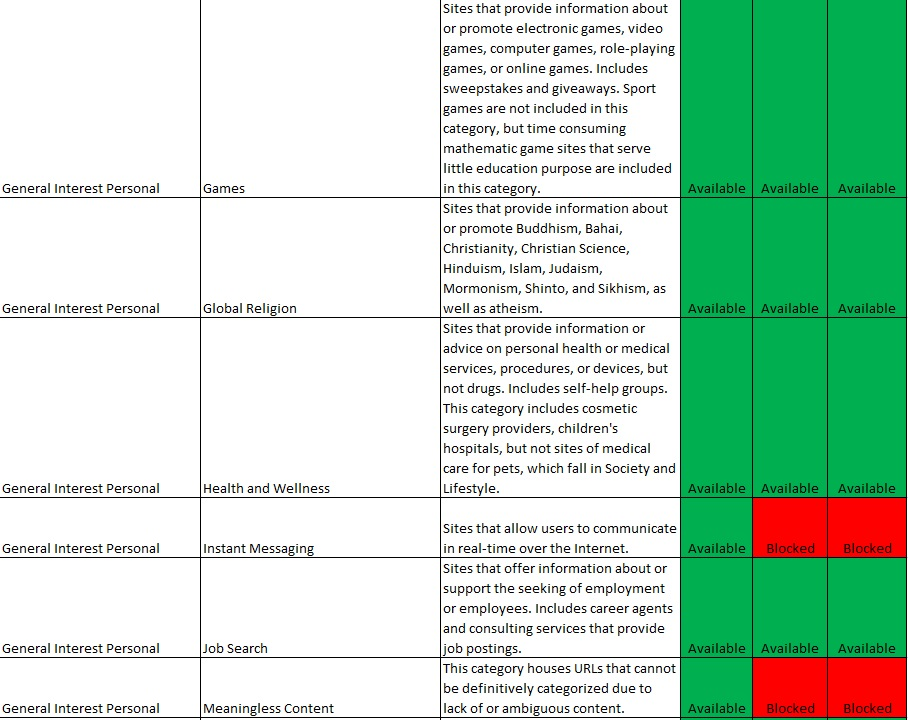 Sites that provide information about
or promote electronic games, video
games, computer games, role-playing
games, or online games. Includes
sweepstakes and giveaways. Sport
games are not included in this
category, but time consuming
mathematic game sites that serve
little education purpose are included
General Interest Personal Games in this category. Available Available Available
Sites that provide information about
or promote Buddhism, Bahai,
Christianity, Christian Science,
Hinduism, Islam, Judaism,
Mormonism, Shinto, and Sikhism, as
General Interest Personal Global Religion well as atheism. Available Available Available
Sites that provide information or
advice on personal health or medical
services, procedures, or devices, but
not drugs. Includes self-help groups.
This category includes cosmetic
surgery providers, children's
hospitals, but not sites of medical
care for pets, which fall in Society and
General Interest Personal Health and Wellness Lifestyle. Available Available Available
Sites that allow users to communicate
General Interest Personal Instant Messaging in real-time over the Internet. Available Blocked Blocked
Sites that offer information about or
support the seeking of employment
or employees. Includes career agents
and consulting services that provide
General Interest Personal Job Search job postings. Available Available Available
This category houses URLs that cannot
be definitively categorized due to
General Interest Personal Meaningless Content lack of or ambiguous content. Available Blocked Blocked